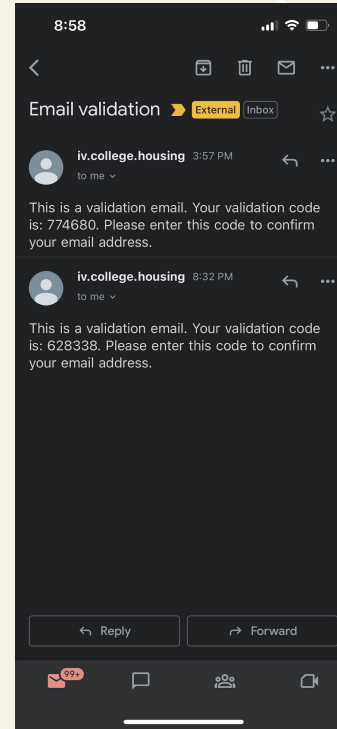 8:58
Email validation External Inbox
iv.college.housing 3:57 PM
to me
This is a validation email. Your validation code
is: 774680. Please enter this code to confirm
your email address.
iv.college.housing 8:32 PM
to me
This is a validation email. Your validation code
is: 628338. Please enter this code to confirm
your email address.
Reply Forward
99+